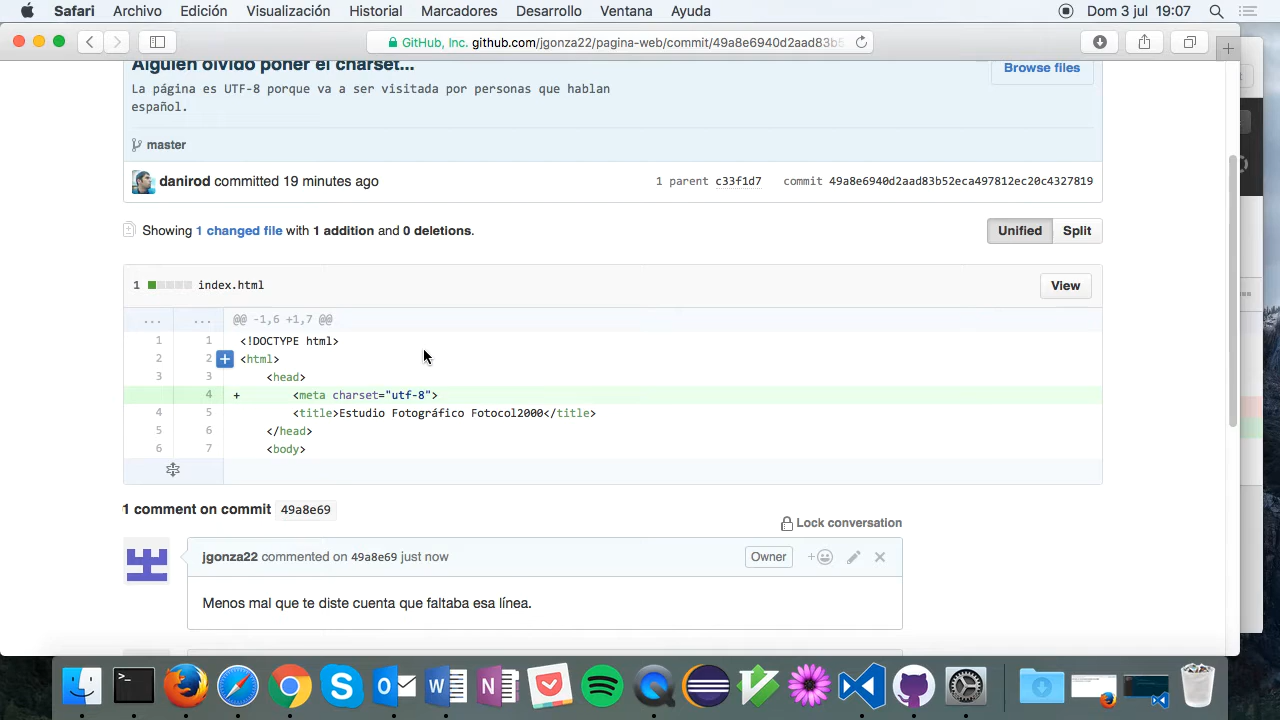 Safari Archivo Edición Visualización Historial Marcadores Desarrollo Ventana Ayuda Dom 3 jul 19:07
GitHub, Inc. github.com/jgonza22/pagina-web/commit/49a8e6940d2aad83b5
Alguien olvidó poner el charset...
Browse files
La página es UTF-8 porque va a ser visitada por personas que hablan
español.
master
danirod committed 19 minutes ago 1 parent c33f1d7 commit 49a8e6940d2aad83b52eca497812ec20c4327819
Showing 1 changed file with 1 addition and 0 deletions. Unified Split
1 index.html View
... ... @@ -1,6 +1,7 @@
1 1 <!DOCTYPE html>
2 2 + <html>
3 3 <head>
4 + <meta charset="utf-8">
4 5 <title>Estudio Fotográfico Fotocol2000</title>
5 6 </head>
6 7 <body>
1 comment on commit 49a8e69
Lock conversation
jgonza22 commented on 49a8e69 just now Owner
Menos mal que te diste cuenta que faltaba esa línea.